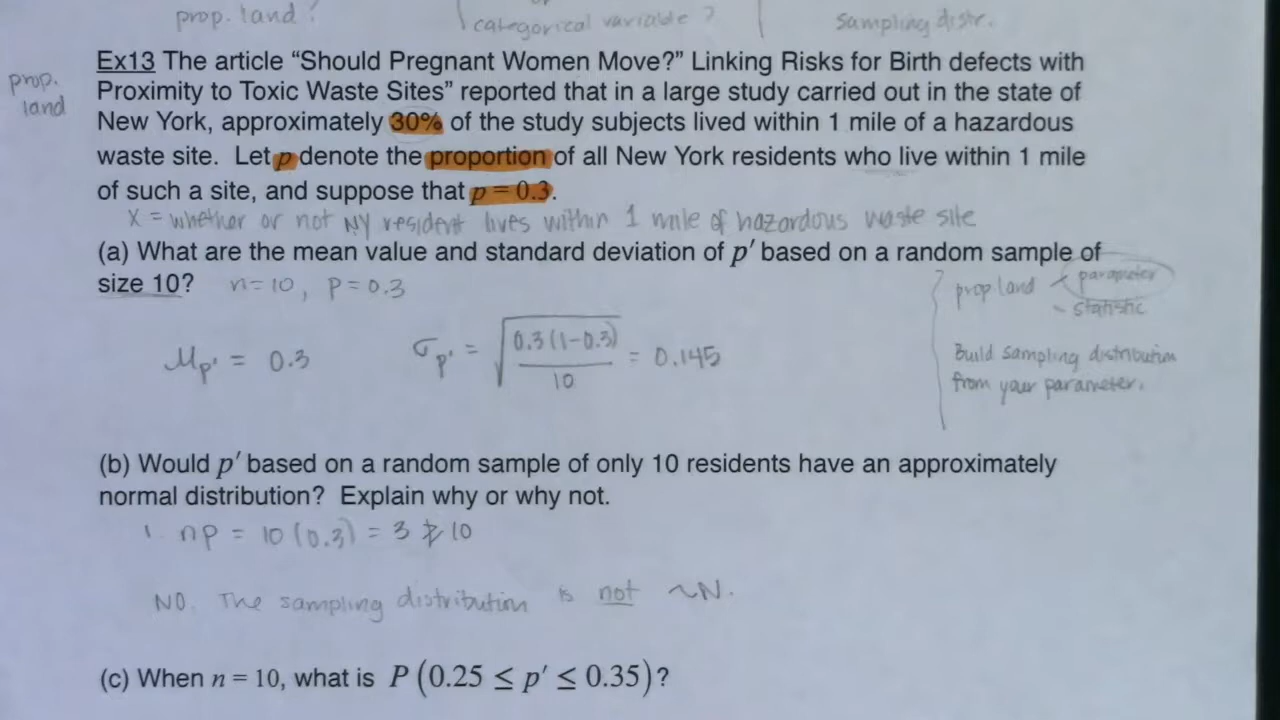 prop. land?
categorical variable?
sampling distr.
prop.
land
Ex13 The article “Should Pregnant Women Move?” Linking Risks for Birth defects with
Proximity to Toxic Waste Sites” reported that in a large study carried out in the state of
New York, approximately 30% of the study subjects lived within 1 mile of a hazardous
waste site. Let p denote the proportion of all New York residents who live within 1 mile
of such a site, and suppose that p = 0.3.
X = whether or not NY resident lives within 1 mile of hazardous waste site
(a) What are the mean value and standard deviation of p′ based on a random sample of
size 10? n=10, p=0.3
prop land - parameter
- statistic
Build sampling distribution
from your parameter.
μp' = 0.3 σp' = √(0.3(1-0.3)/10) = 0.145
(b) Would p′ based on a random sample of only 10 residents have an approximately
normal distribution? Explain why or why not.
1. np = 10(0.3) = 3 ≱ 10
NO. The sampling distribution is not ~N.
(c) When n = 10, what is P(0.25 ≤ p′ ≤ 0.35)?